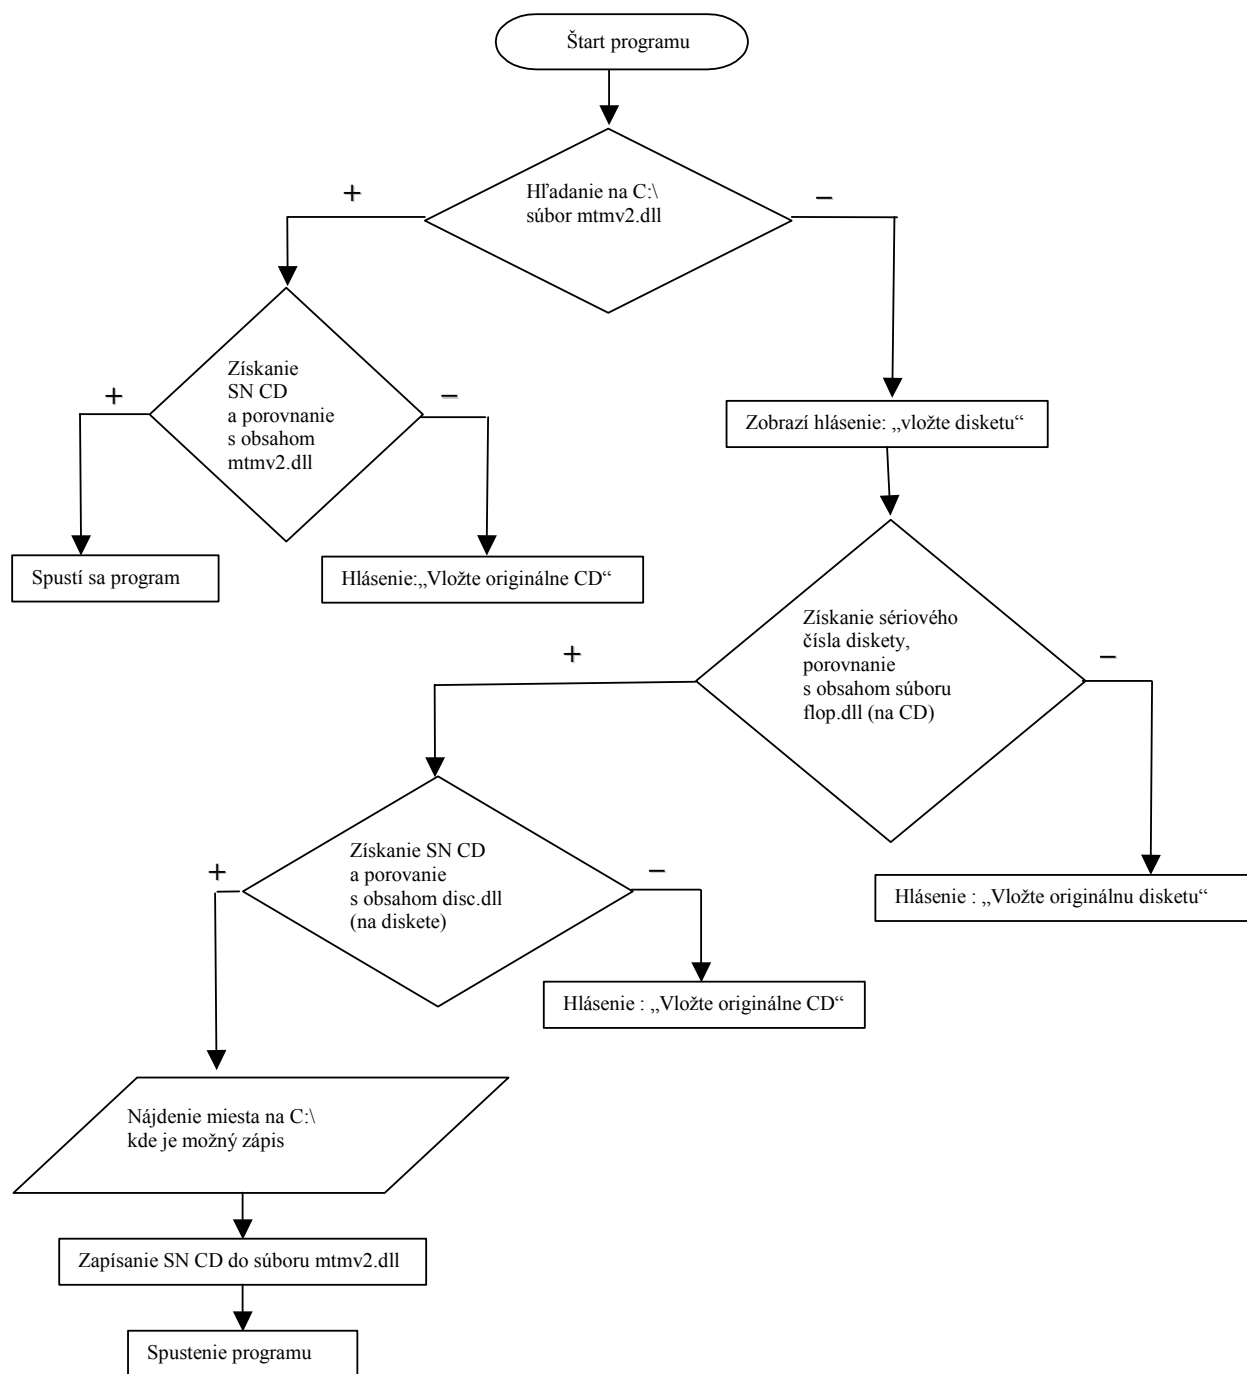 Štart programu
Hľadanie na C:\
súbor mtmv2.dll
+
−
Získanie
SN CD
a porovnanie
s obsahom
mtmv2.dll
+
−
Zobrazí hlásenie: „vložte disketu“
Spustí sa program
Hlásenie:„Vložte originálne CD“
Získanie sériového
čísla diskety,
porovnanie
s obsahom súboru
flop.dll (na CD)
+
−
Získanie SN CD
a porovanie
s obsahom disc.dll
(na diskete)
+
−
Hlásenie : „Vložte originálnu disketu“
Hlásenie : „Vložte originálne CD“
Nájdenie miesta na C:\
kde je možný zápis
Zapísanie SN CD do súboru mtmv2.dll
Spustenie programu